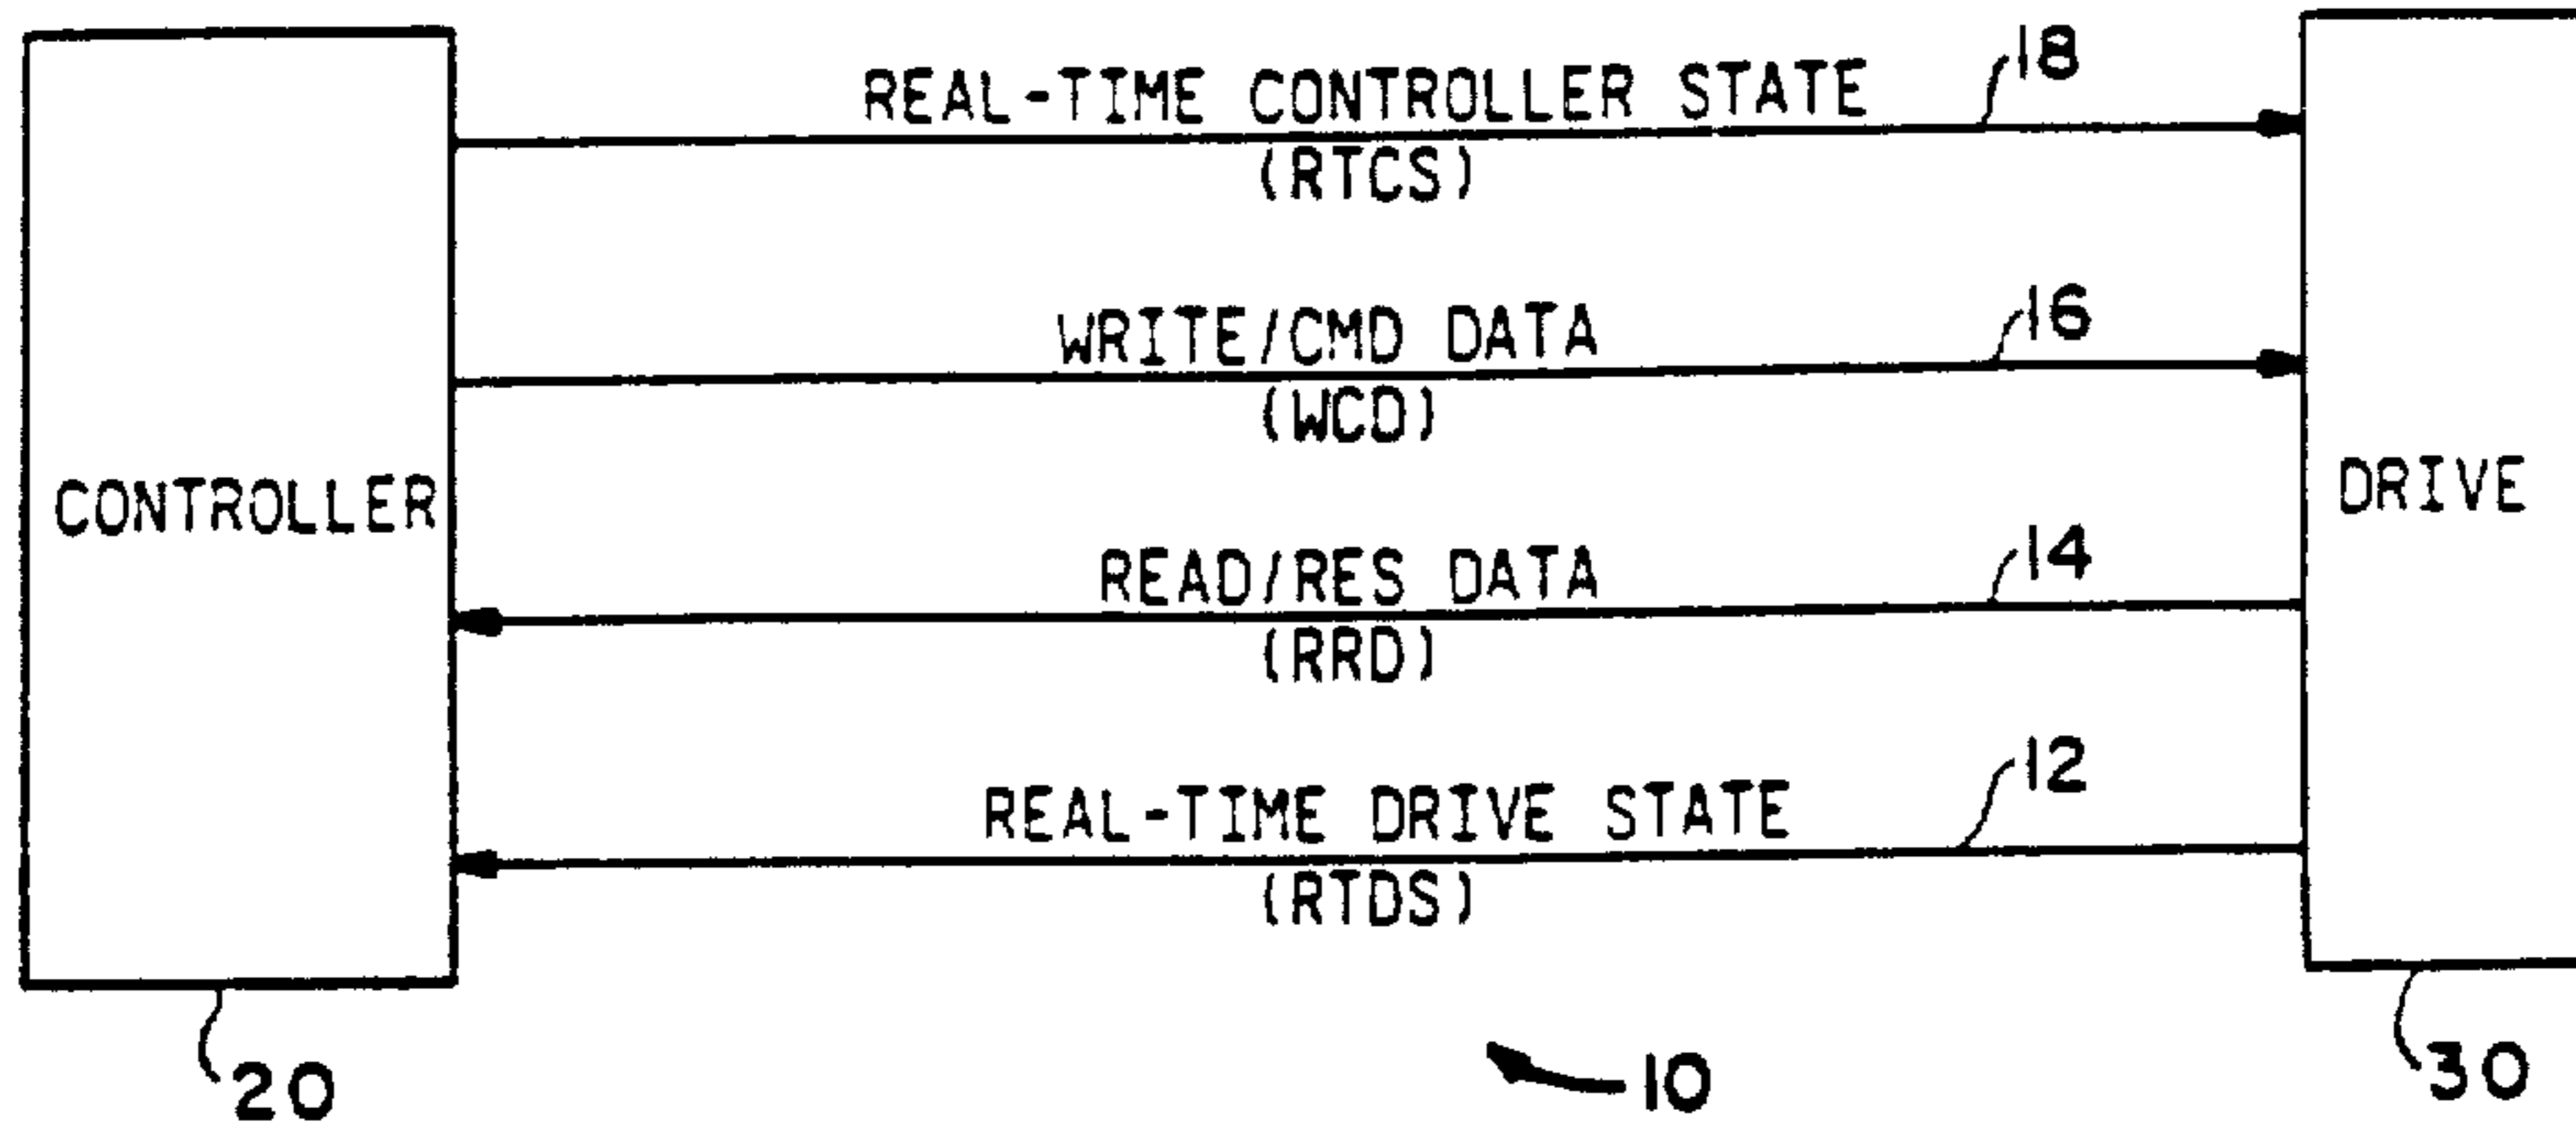 REAL-TIME CONTROLLER STATE
18
(RTCS)
WRITE/CMD DATA
16
(WCD)
CONTROLLER
DRIVE
READ/RES DATA
14
(RRD)
REAL-TIME DRIVE STATE
12
(RTDS)
20
10
30